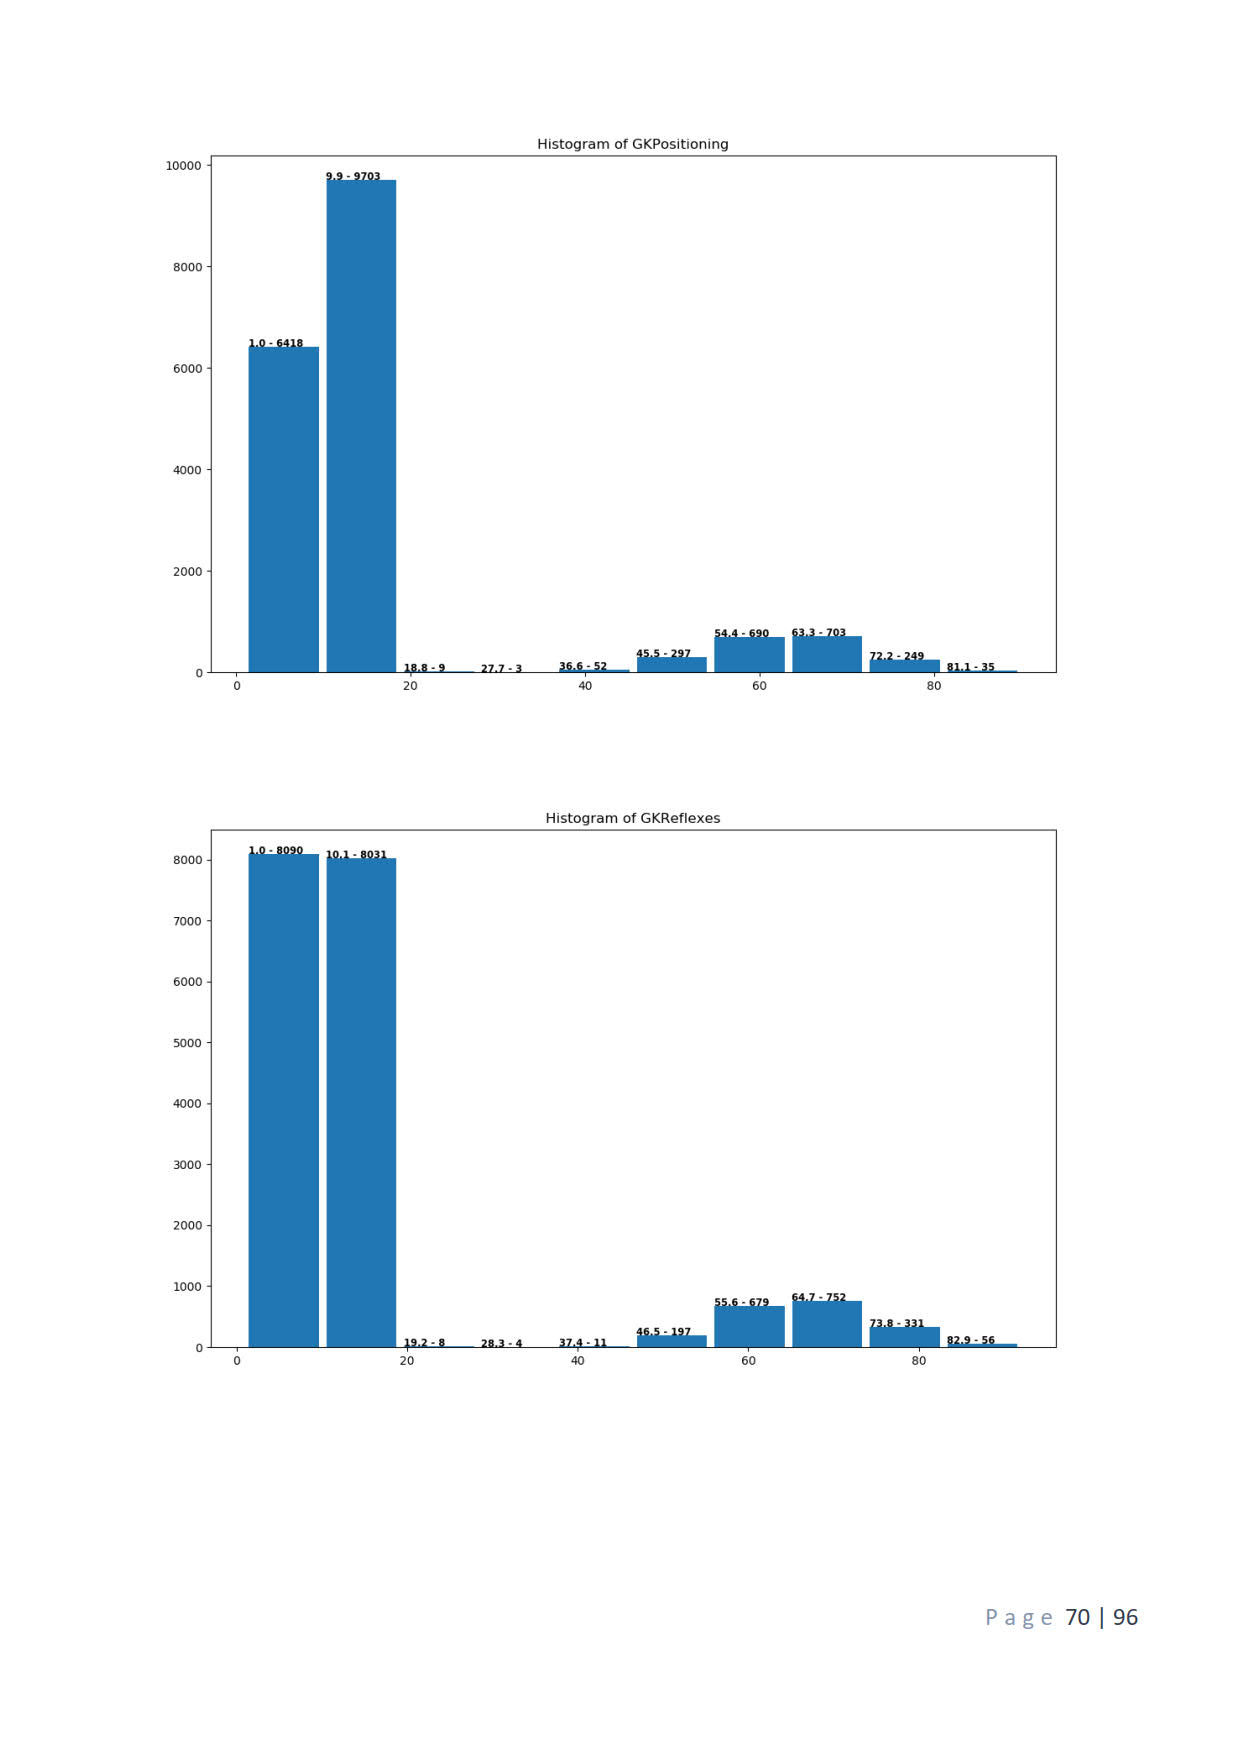 Histogram of GKPositioning
10000
9.9 - 9703
8000
1.0 - 6418
6000
4000
2000
54.4 - 690
63.3 - 703
45.5 - 297
72.2 - 249
18.8 - 9
27.7 - 3
36.6 - 52
81.1 - 35
0
0
20
40
60
80
Histogram of GKReflexes
1.0 - 8090
10.1 - 8031
8000
7000
6000
5000
4000
3000
2000
1000
55.6 - 679
64.7 - 752
46.5 - 197
73.8 - 331
19.2 - 8
28.3 - 4
37.4 - 11
82.9 - 56
0
0
20
40
60
80
Page 70 | 96